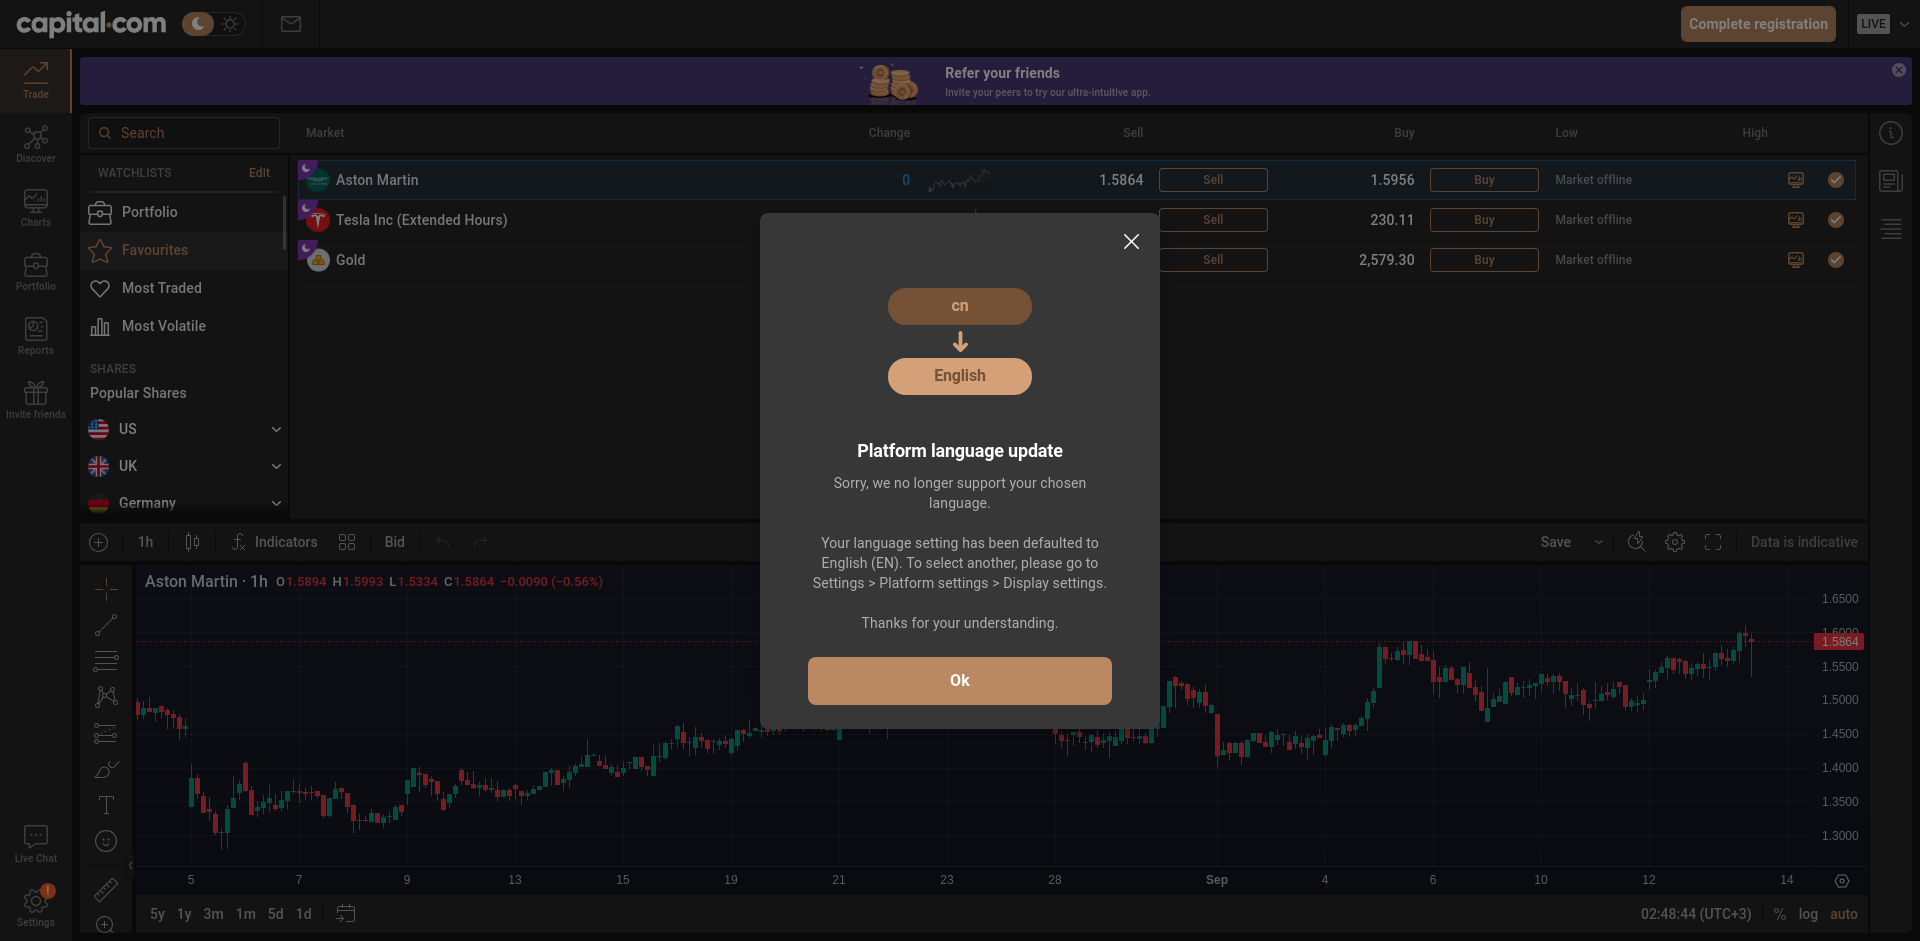 capital.com
Complete registration
LIVE
Trade
Discover
Charts
Portfolio
Reports
Invite friends
Live Chat
Settings
!
Refer your friends
Invite your peers to try our ultra-intuitive app.
Search
Market Change Sell Buy Low High
WATCHLISTS Edit
Portfolio
Favourites
Most Traded
Most Volatile
SHARES
Popular Shares
US
UK
Germany
Aston Martin 0 1.5864 Sell 1.5956 Buy Market offline
Tesla Inc (Extended Hours) Sell 230.11 Buy Market offline
Gold Sell 2,579.30 Buy Market offline
cn
English
Platform language update
Sorry, we no longer support your chosen
language.
Your language setting has been defaulted to
English (EN). To select another, please go to
Settings > Platform settings > Display settings.
Thanks for your understanding.
Ok
1h Indicators Bid Save Data is indicative
Aston Martin · 1h O1.5894 H1.5993 L1.5334 C1.5864 −0.0090 (−0.56%)
1.6500
1.6000
1.5864
1.5500
1.5000
1.4500
1.4000
1.3500
1.3000
5 7 9 13 15 19 21 23 28 Sep 4 6 10 12 14
5y 1y 3m 1m 5d 1d 02:48:44 (UTC+3) % log auto